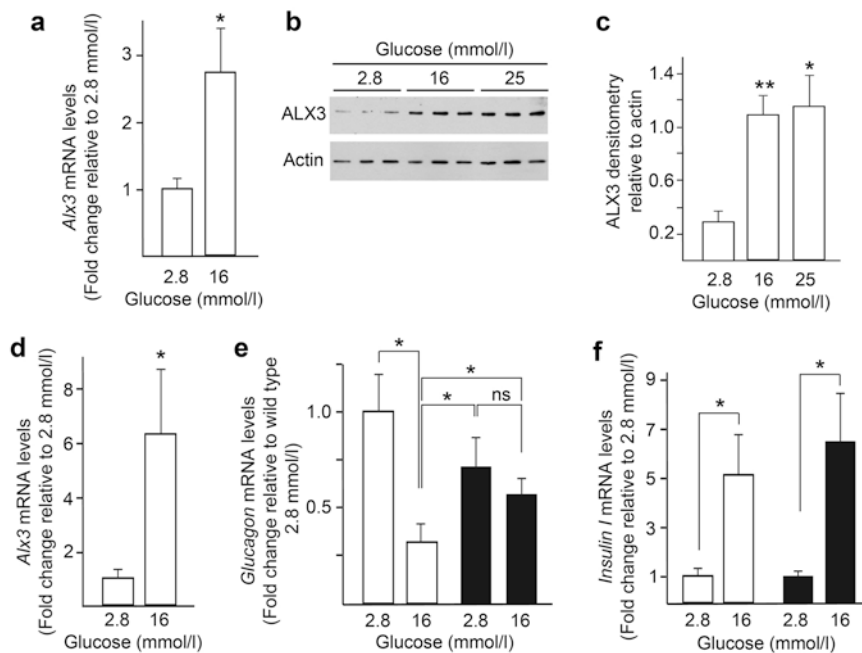 a
*
Alx3 mRNA levels
(Fold change relative to 2.8 mmol/l)
3
2
1
2.8 16
Glucose (mmol/l)
b
Glucose (mmol/l)
2.8 16 25
ALX3
Actin
c
ALX3 densitometry
relative to actin
1.4
1.0
0.6
0.2
** *
2.8 16 25
Glucose (mmol/l)
d
*
Alx3 mRNA levels
(Fold change relative to 2.8 mmol/l)
8
6
4
2
2.8 16
Glucose (mmol/l)
e
Glucagon mRNA levels
(Fold change relative to wild type
2.8 mmol/l)
1.0
0.5
*
*
* ns
2.8 16 2.8 16
Glucose (mmol/l)
f
Insulin I mRNA levels
(Fold change relative to 2.8 mmol/l)
9
7
5
3
1
* *
2.8 16 2.8 16
Glucose (mmol/l)